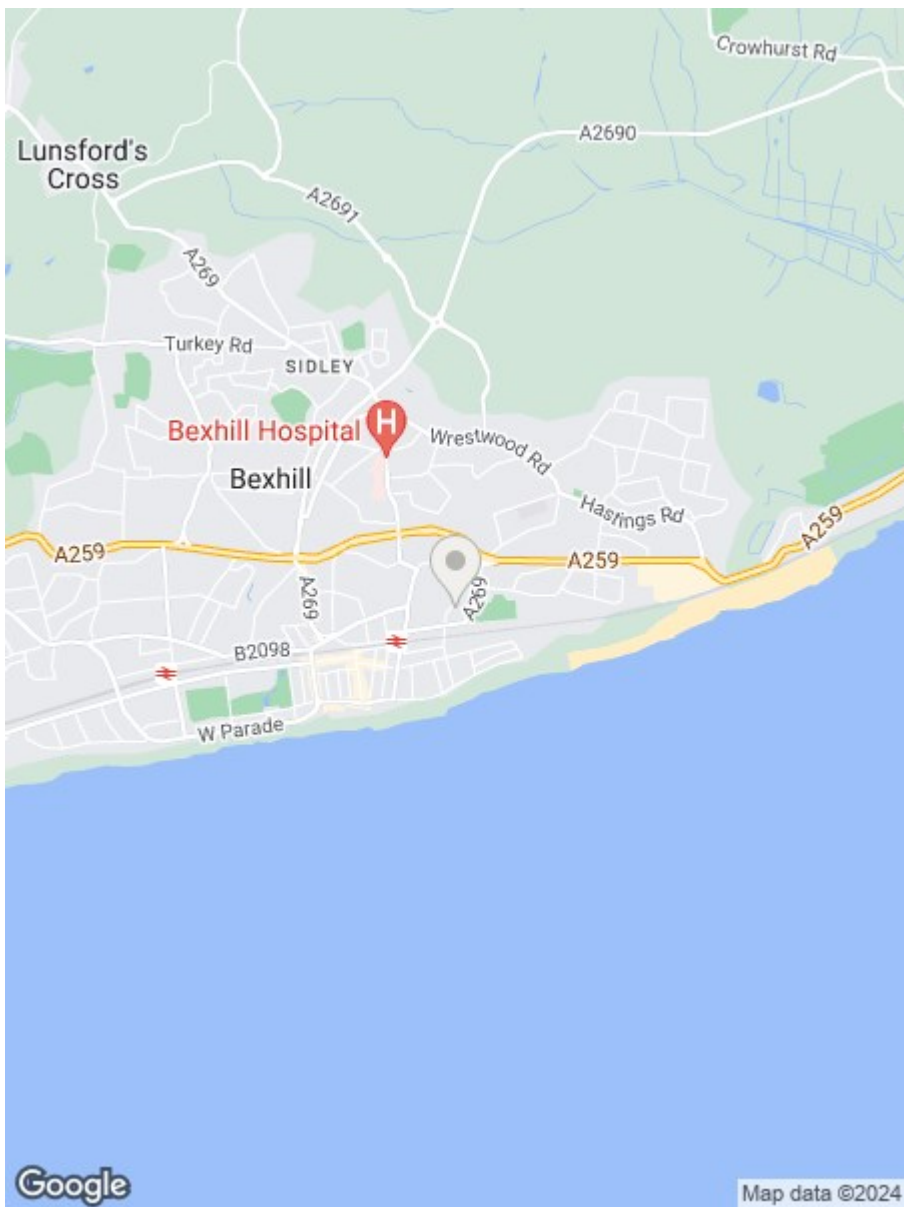 Crowhurst Rd
A2690
Lunsford's
Cross
A2691
A269
Turkey Rd
SIDLEY
H
Bexhill Hospital
Wrestwood Rd
Bexhill
Hastings Rd
A259
A259
A259
A269
A269
B2098
W Parade
Google
Map data ©2024